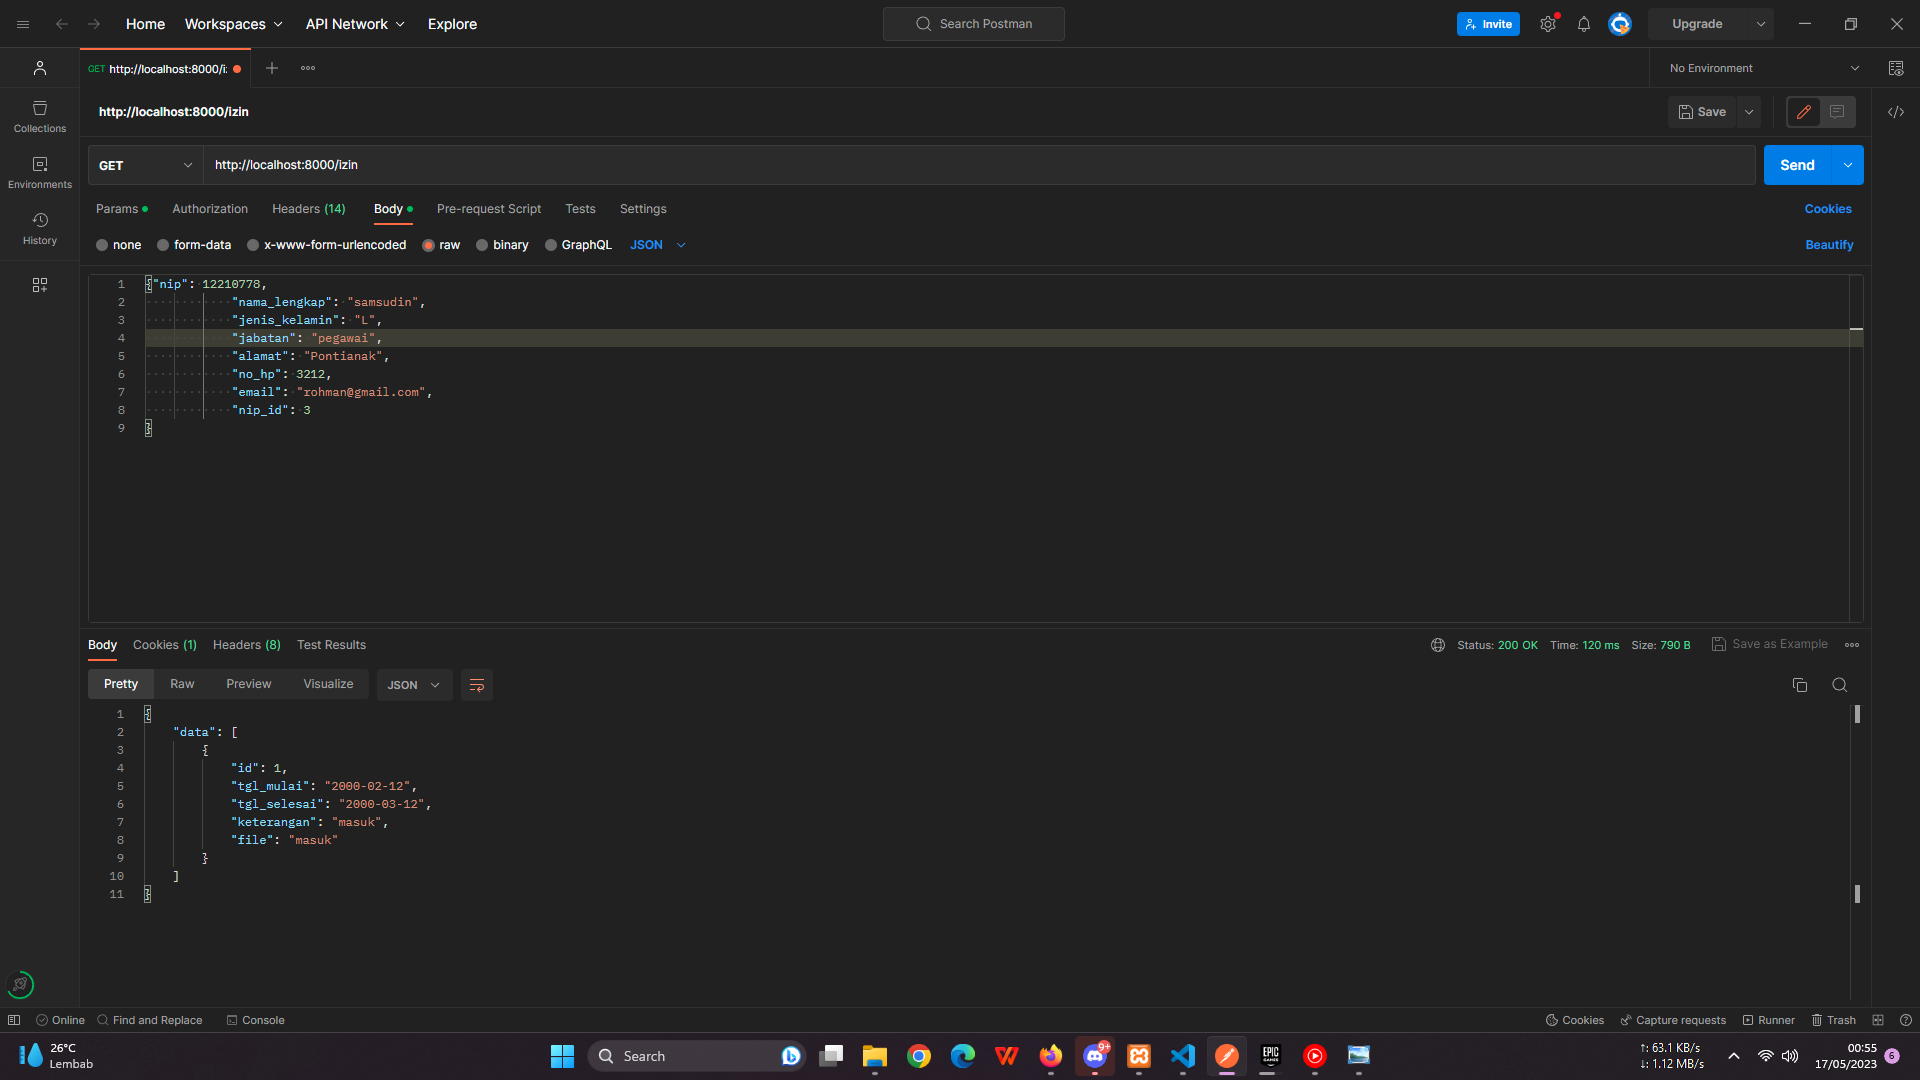 Home Workspaces API Network Explore Search Postman Invite Upgrade
GET http://localhost:8000/i: No Environment
http://localhost:8000/izin Save
Collections
Environments
History
GET http://localhost:8000/izin Send
Params Authorization Headers (14) Body Pre-request Script Tests Settings Cookies
none form-data x-www-form-urlencoded raw binary GraphQL JSON Beautify
1 {"nip": 12210778,
2 "nama_lengkap": "samsudin",
3 "jenis_kelamin": "L",
4 "jabatan": "pegawai",
5 "alamat": "Pontianak",
6 "no_hp": 3212,
7 "email": "rohman@gmail.com",
8 "nip_id": 3
9 }
Body Cookies (1) Headers (8) Test Results Status: 200 OK Time: 120 ms Size: 790 B Save as Example
Pretty Raw Preview Visualize JSON
1 {
2 "data": [
3 {
4 "id": 1,
5 "tgl_mulai": "2000-02-12",
6 "tgl_selesai": "2000-03-12",
7 "keterangan": "masuk",
8 "file": "masuk"
9 }
10 ]
11 }
Online Find and Replace Console Cookies Capture requests Runner Trash
26°C
Lembab
Search
9+
EPIC
GAMES
↑: 63.1 KB/s
↓: 1.12 MB/s
00:55
17/05/2023
6